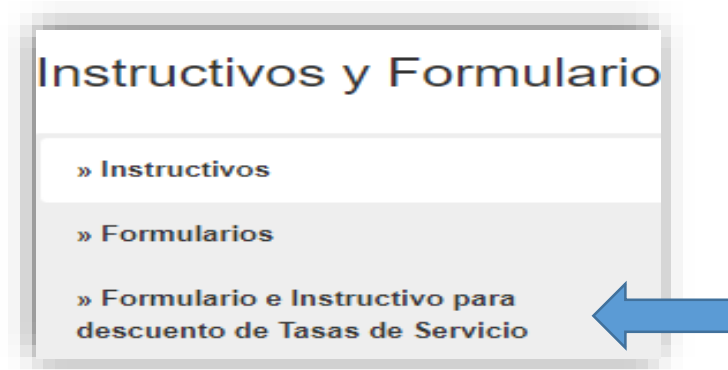 Instructivos y Formulario
» Instructivos
» Formularios
» Formulario e Instructivo para
descuento de Tasas de Servicio